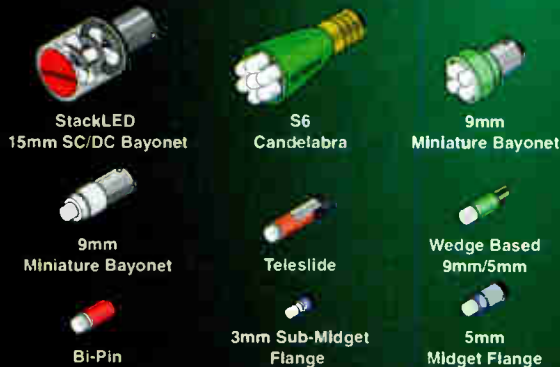 StackLED
15mm SC/DC Bayonet
S6
Candelabra
9mm
Miniature Bayonet
9mm
Miniature Bayonet
Teleslide
Wedge Based
9mm/5mm
Bi-Pin
3mm Sub-Midget
Flange
5mm
Midget Flange